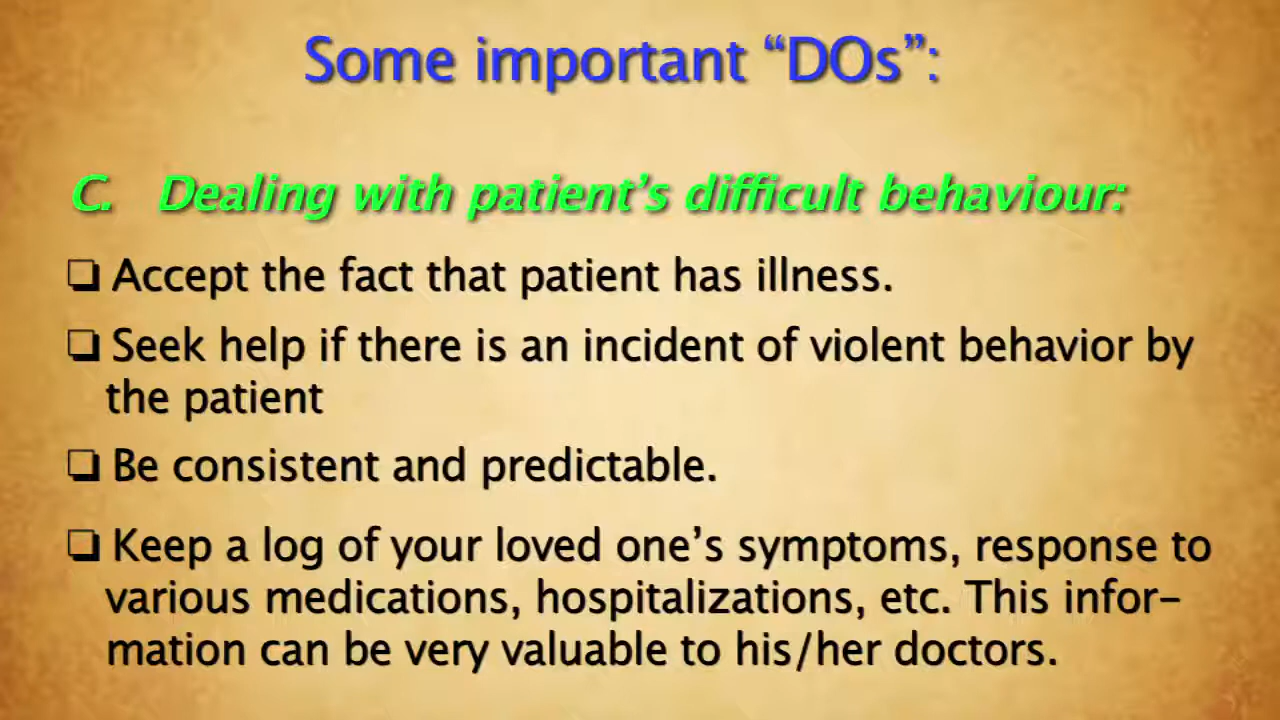 Some important “DOs”:
C. Dealing with patient’s difficult behaviour:
❏ Accept the fact that patient has illness.
❏ Seek help if there is an incident of violent behavior by
the patient
❏ Be consistent and predictable.
❏ Keep a log of your loved one’s symptoms, response to
various medications, hospitalizations, etc. This infor-
mation can be very valuable to his/her doctors.